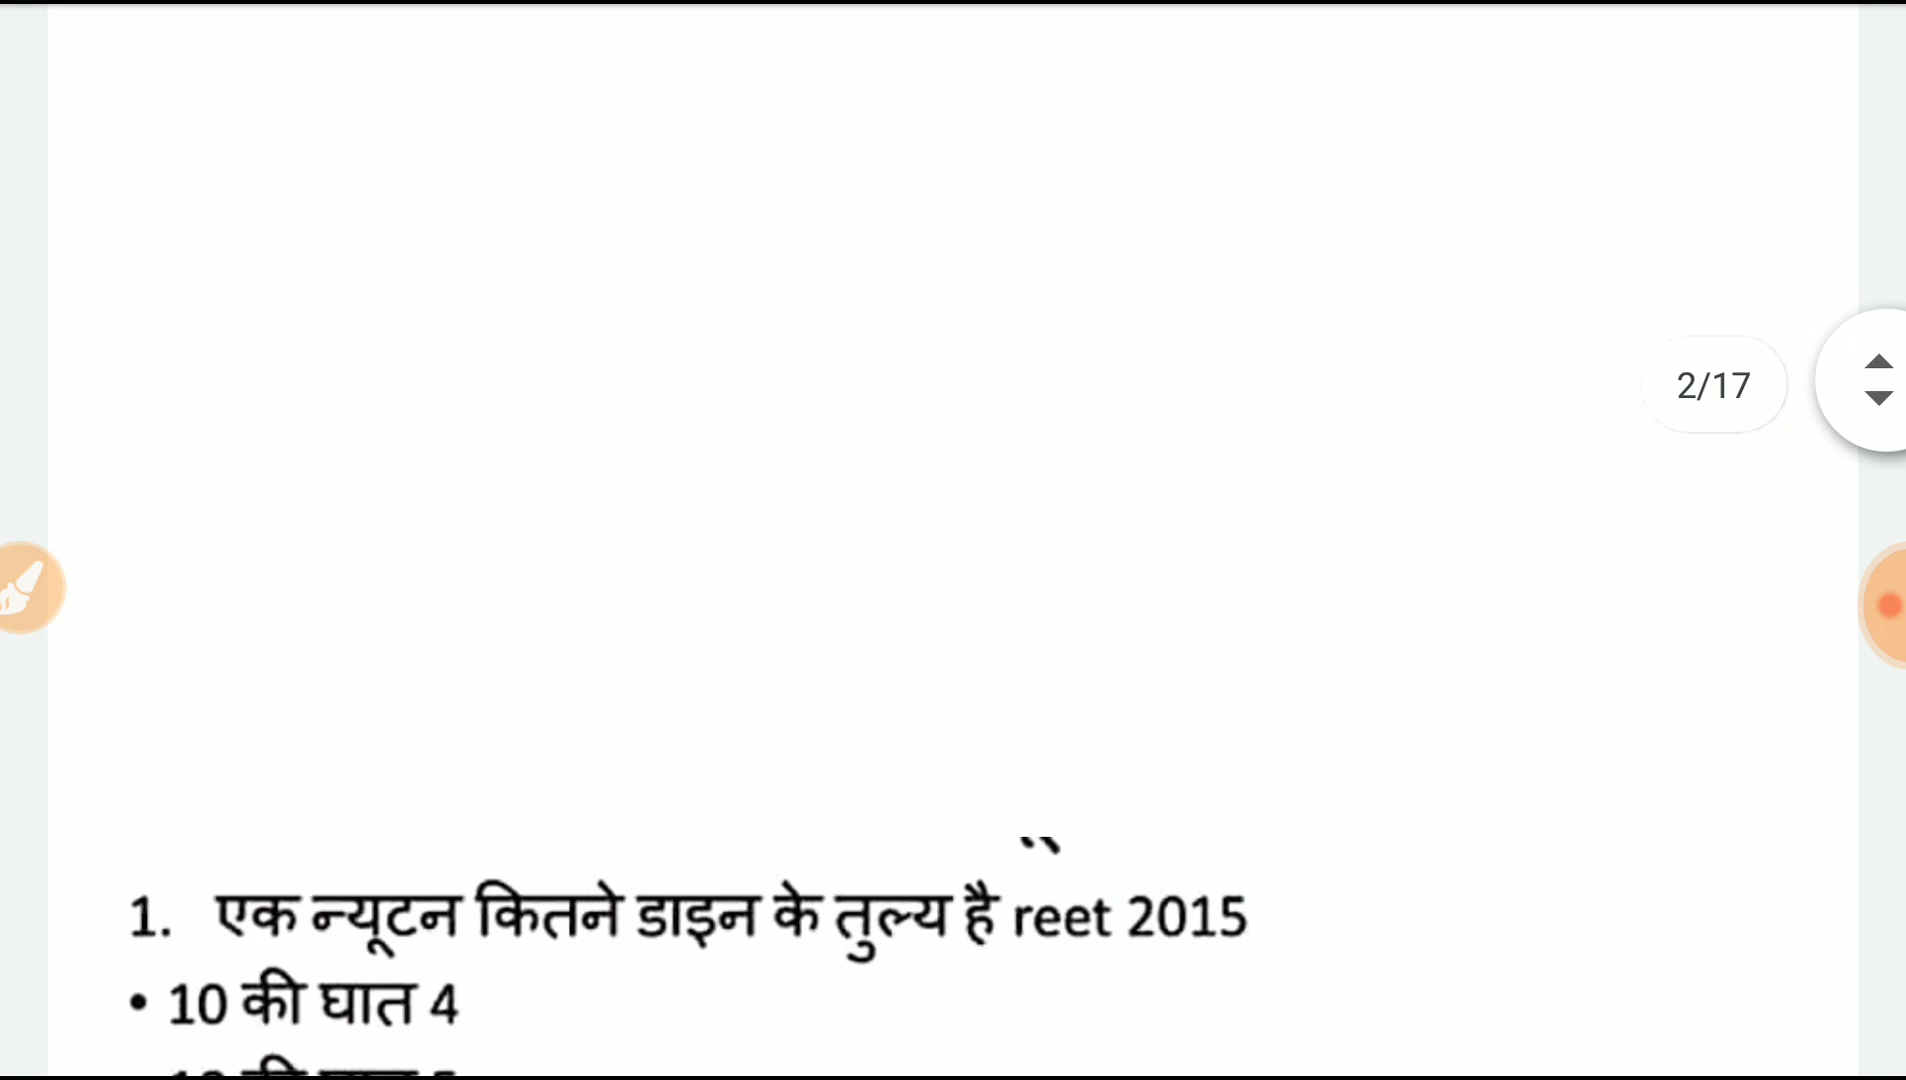 2/17
1. एक न्यूटन कितने डाइन के तुल्य है reet 2015
• 10 की घात 4